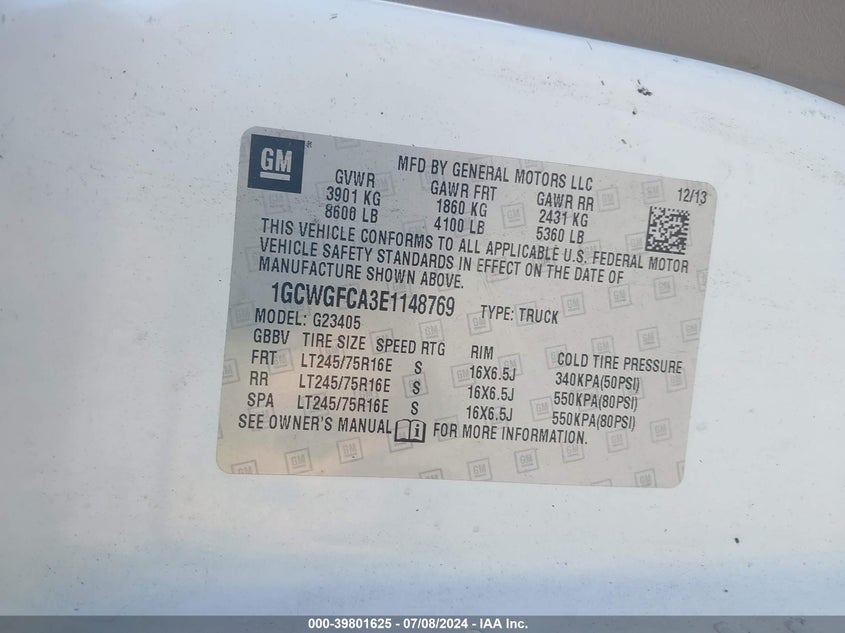 GM
MFD BY GENERAL MOTORS LLC
12/13
GVWR GAWR FRT GAWR RR
3901 KG 1860 KG 2431 KG
8600 LB 4100 LB 5360 LB
THIS VEHICLE CONFORMS TO ALL APPLICABLE U.S. FEDERAL MOTOR
VEHICLE SAFETY STANDARDS IN EFFECT ON THE DATE OF
MANUFACTURE SHOWN ABOVE.
1GCWGFCA3E1148769 TYPE: TRUCK
MODEL: G23405
GBBV TIRE SIZE SPEED RTG RIM COLD TIRE PRESSURE
FRT LT245/75R16E S 16X6.5J 340KPA(50PSI)
RR LT245/75R16E S 16X6.5J 550KPA(80PSI)
SPA LT245/75R16E S 16X6.5J 550KPA(80PSI)
SEE OWNER'S MANUAL i FOR MORE INFORMATION.
000-39801625 - 07/08/2024 - IAA Inc.